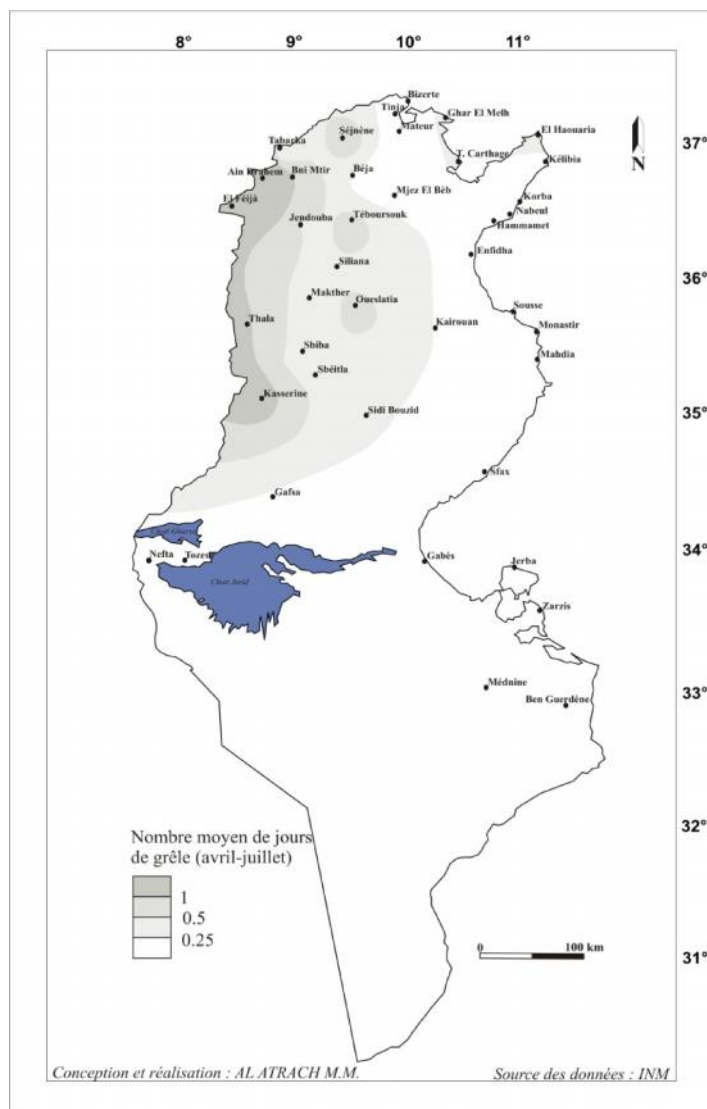 8° 9° 10° 11°
Bizerte
Tinja
Ghar El Melh
Mateur
El Haouaria
Séjnène
Tabarka
37°
37°
N
T. Carthage
Kélibia
Béja
Ain Drahem
Bni Mtir
Mjez El Bèb
El Féijà
Korba
Nabeul
Téboursouk
Jendouba
Hammamet
Enfidha
Siliana
36°
Makther
Oueslatia
Sousse
Thala
Kairouan
Monastir
Sbiba
Mahdia
Sbéitla
Kasserine
Sidi Bouzid
35°
Sfax
Gafsa
34°
Nefta
Gabès
Jerba
Chott Jerid
Zarzis
Médnine
33°
Ben Guerdène
32°
Nombre moyen de jours
de grêle (avril-juillet)
1
0.5
0.25
0 100 km
31°
Conception et réalisation : AL ATRACH M.M. Source des données : INM